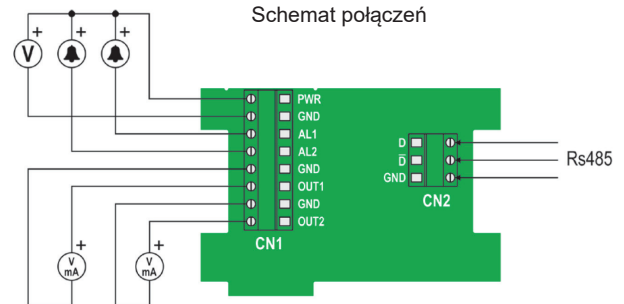 Schemat połączeń
+ + +
V
PWR
GND
AL1
AL2
GND
OUT1
GND
OUT2
CN1
D
D̅
GND
CN2
Rs485
+ +
V
mA
V
mA